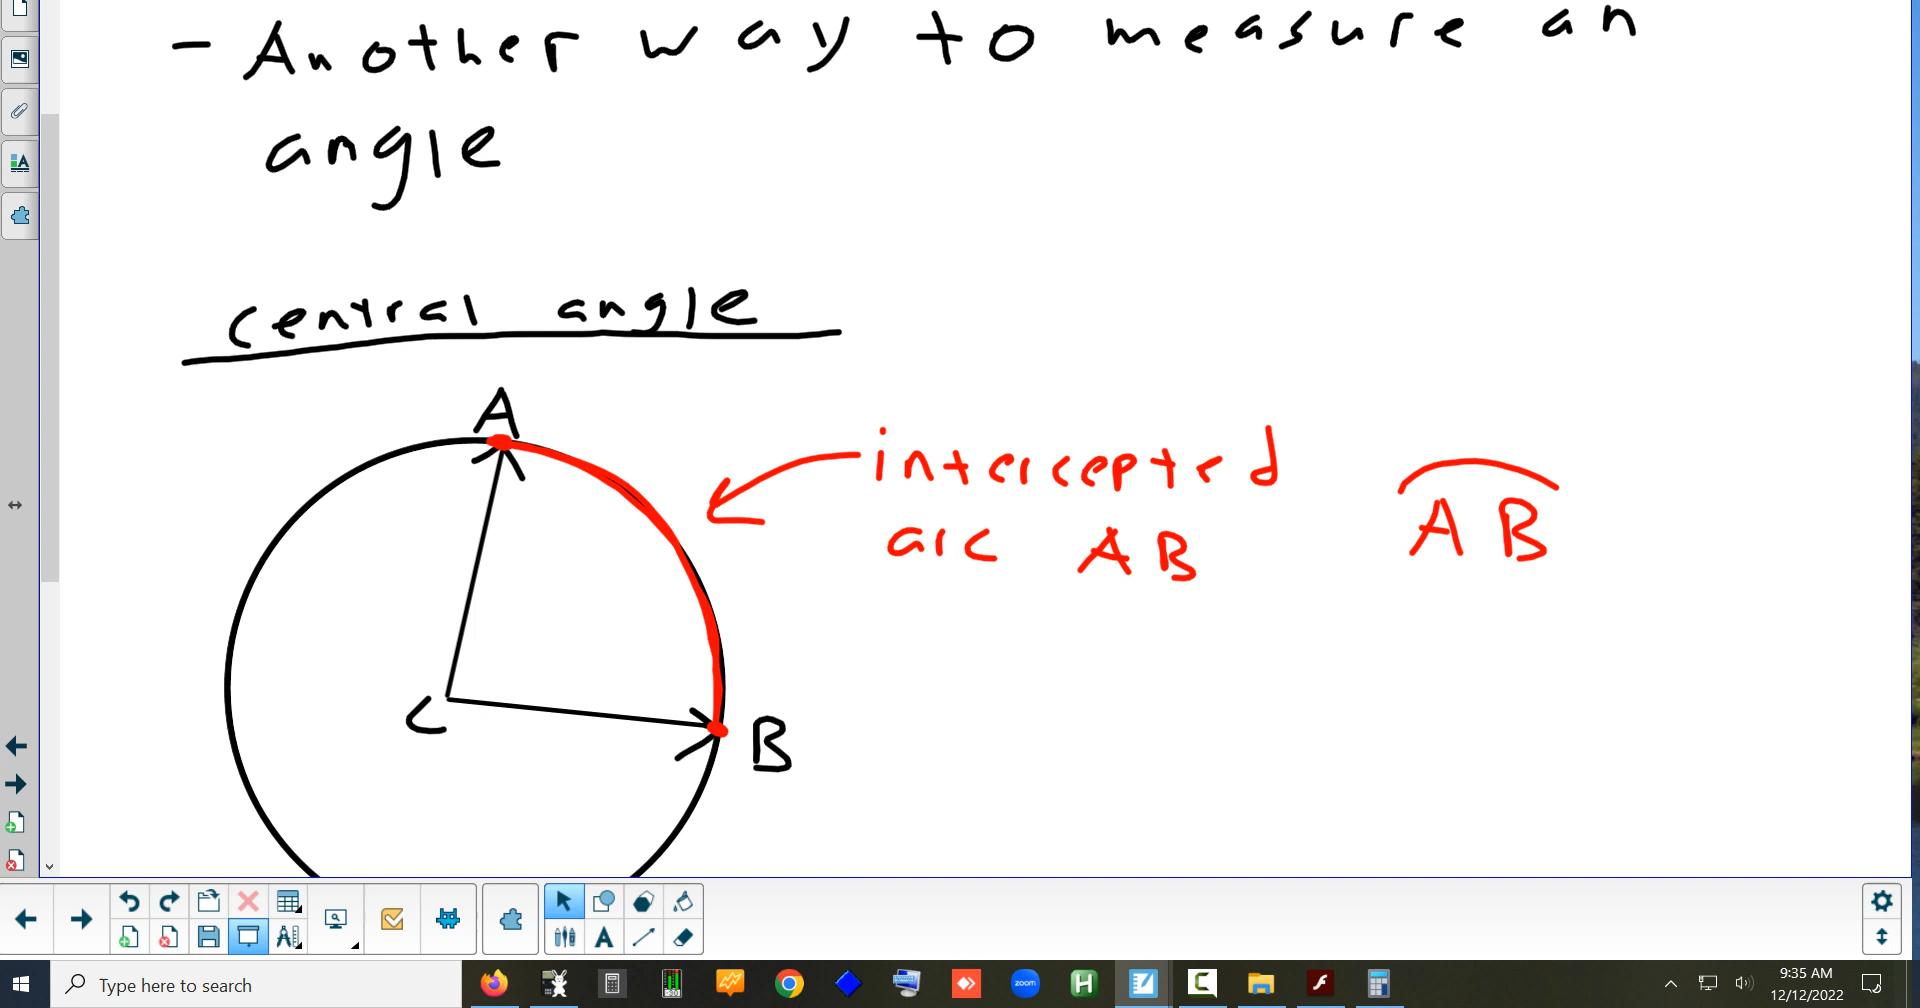 - Another way to measure an
angle
central angle
A
intercepted
arc AB
AB
C
B
A
A
zoom
H
Type here to search
9:35 AM
12/12/2022